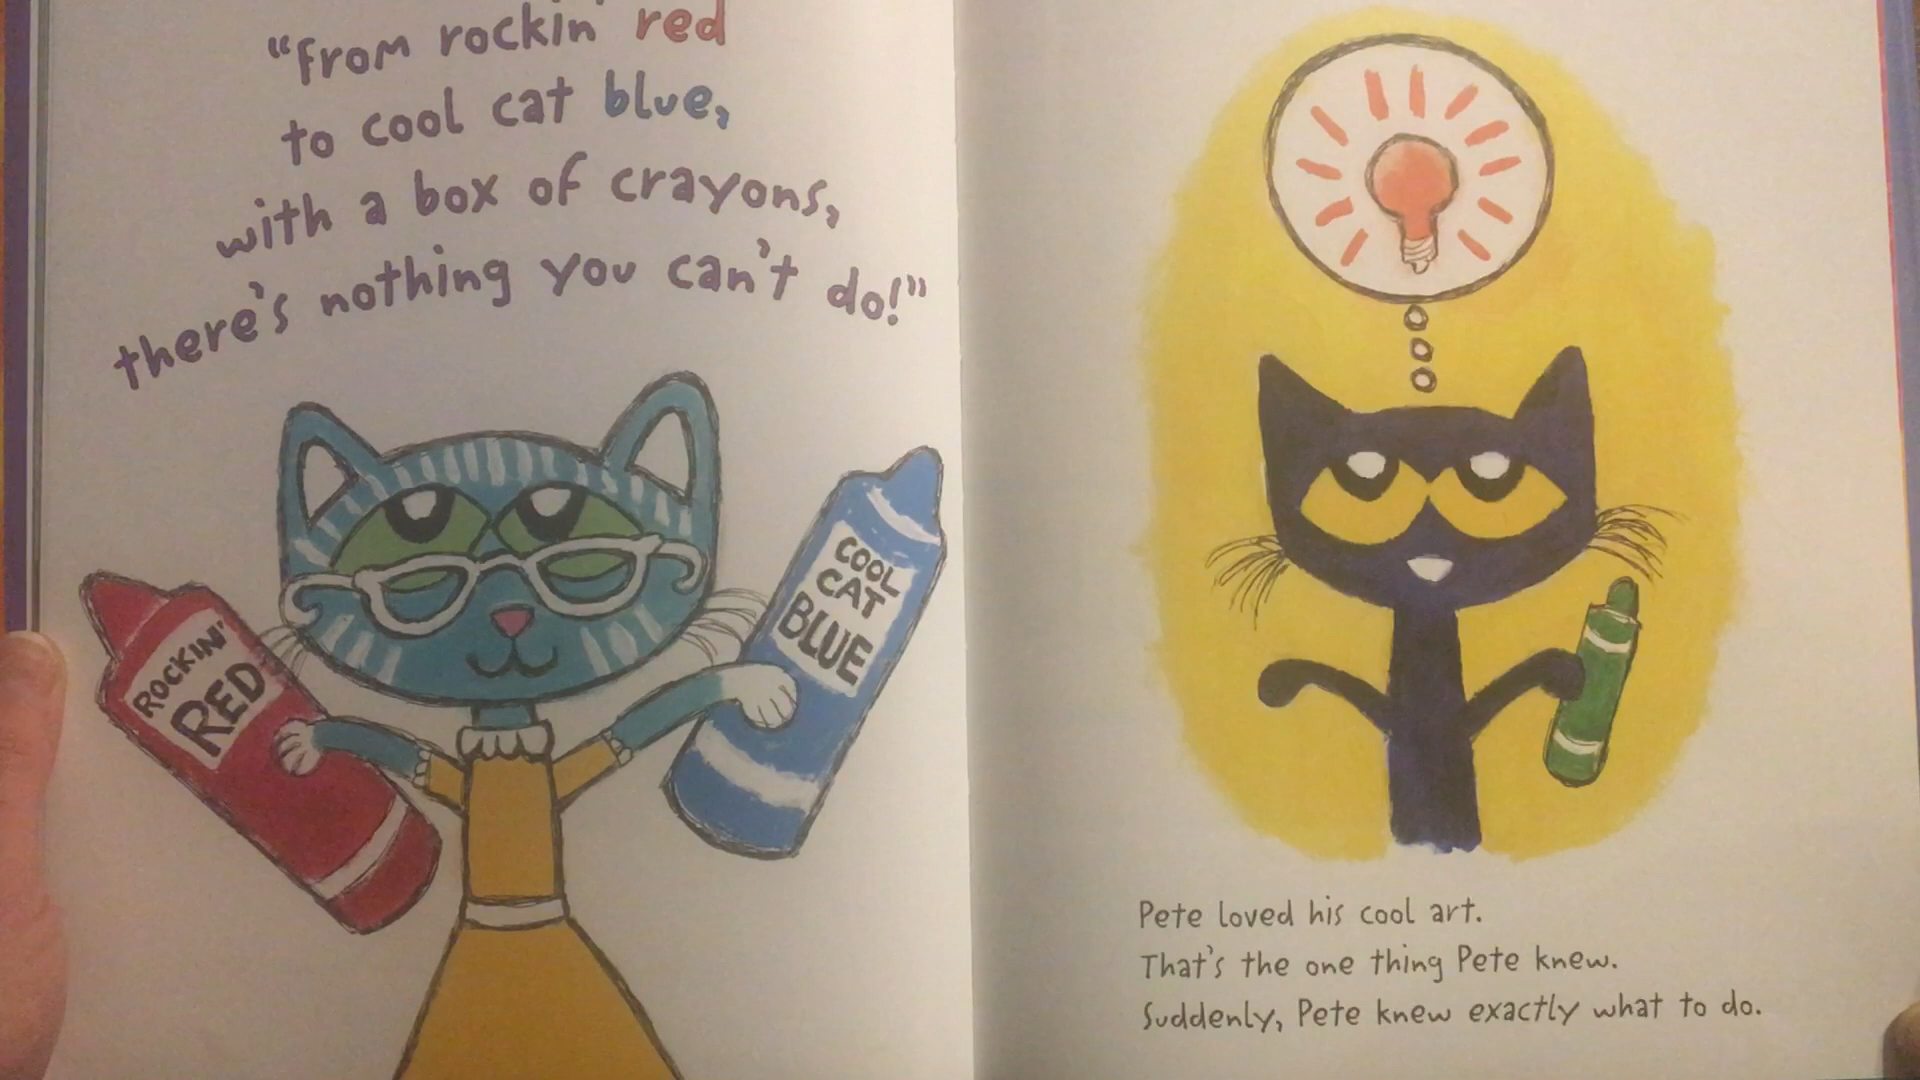 "From rockin' red
to cool cat blue,
with a box of crayons,
there's nothing you can't do!"
ROCKIN'
RED
COOL
CAT
BLUE
Pete loved his cool art.
That's the one thing Pete knew.
Suddenly, Pete knew exactly what to do.